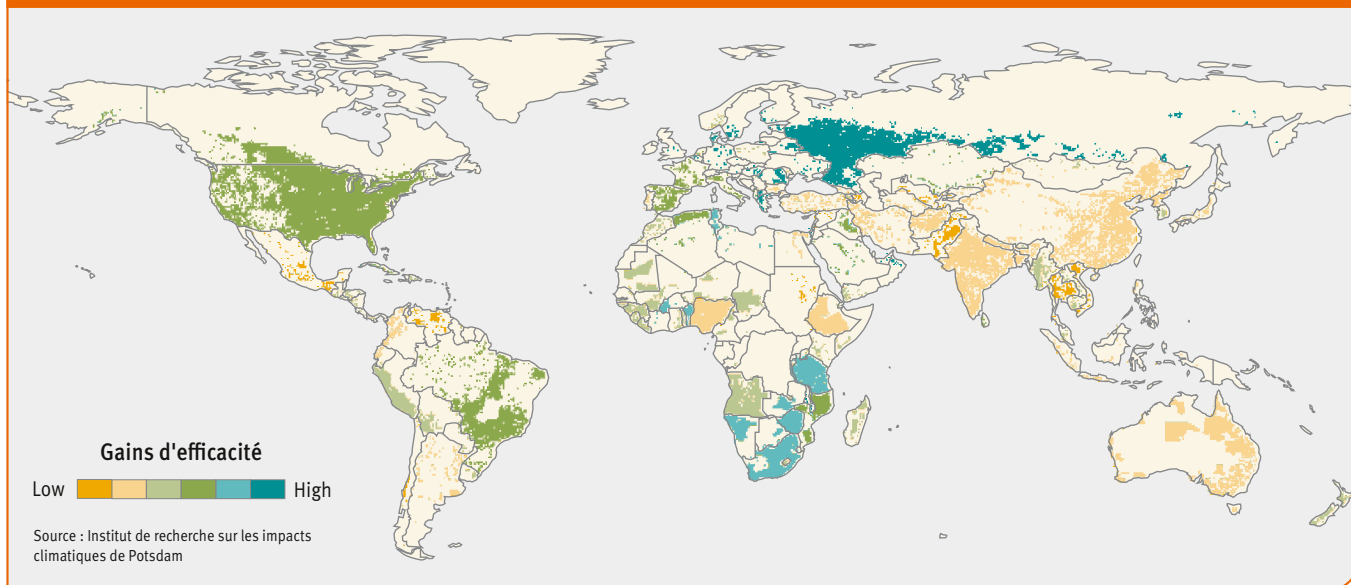 Gains d'efficacité
Low High
Source : Institut de recherche sur les impacts
climatiques de Potsdam